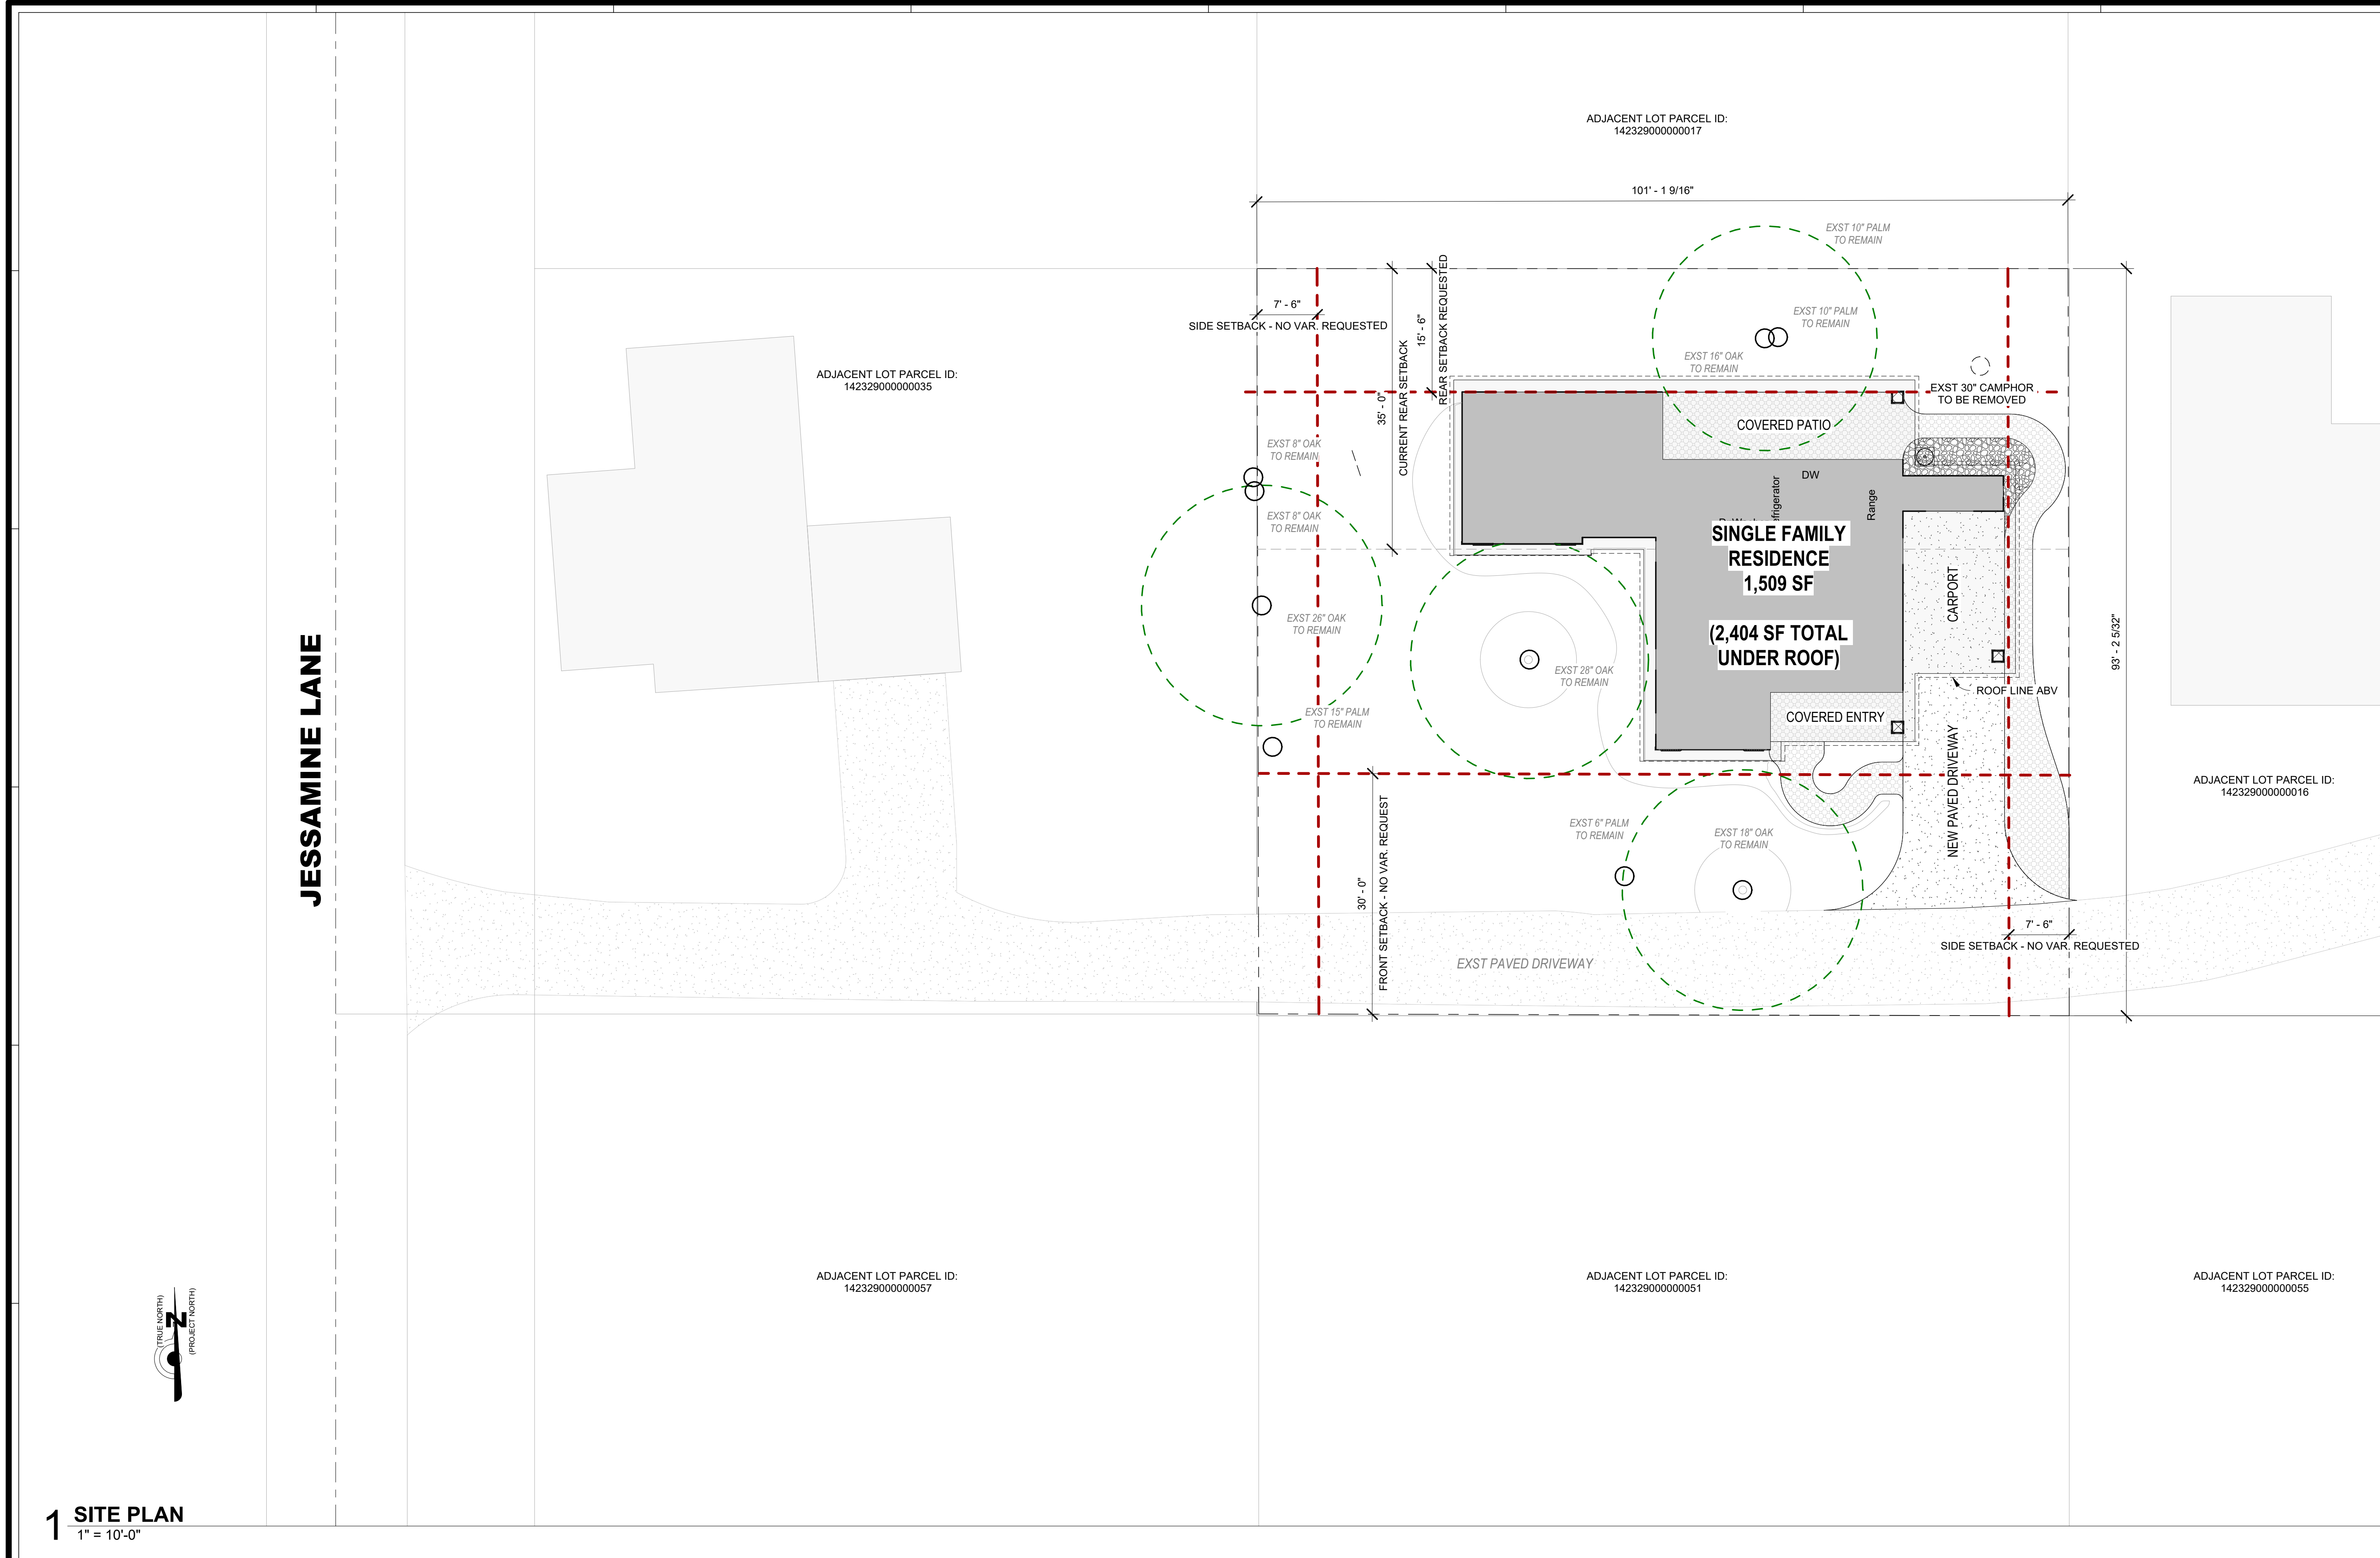 ADJACENT LOT PARCEL ID:
142329000000017
101' - 1 9/16"
EXST 10" PALM
TO REMAIN
7' - 6"
SIDE SETBACK - NO VAR. REQUESTED
15' - 6"
REAR SETBACK REQUESTED
35' - 0"
CURRENT REAR SETBACK
EXST 10" PALM
TO REMAIN
EXST 16" OAK
TO REMAIN
ADJACENT LOT PARCEL ID:
142329000000035
EXST 30" CAMPHOR
TO BE REMOVED
COVERED PATIO
EXST 8" OAK
TO REMAIN
DW
Range
EXST 8" OAK
TO REMAIN
SINGLE FAMILY
RESIDENCE
1,509 SF
(2,404 SF TOTAL
UNDER ROOF)
CARPORT
EXST 26" OAK
TO REMAIN
93' - 2 5/32"
EXST 28" OAK
TO REMAIN
ROOF LINE ABV
EXST 15" PALM
TO REMAIN
COVERED ENTRY
JESSAMINE LANE
NEW PAVED DRIVEWAY
ADJACENT LOT PARCEL ID:
142329000000016
EXST 6" PALM
TO REMAIN
EXST 18" OAK
TO REMAIN
30' - 0"
FRONT SETBACK - NO VAR. REQUEST
7' - 6"
SIDE SETBACK - NO VAR. REQUESTED
EXST PAVED DRIVEWAY
ADJACENT LOT PARCEL ID:
142329000000057
ADJACENT LOT PARCEL ID:
142329000000051
ADJACENT LOT PARCEL ID:
142329000000055
(TRUE NORTH)
N
(PROJECT NORTH)
1 SITE PLAN
1" = 10'-0"